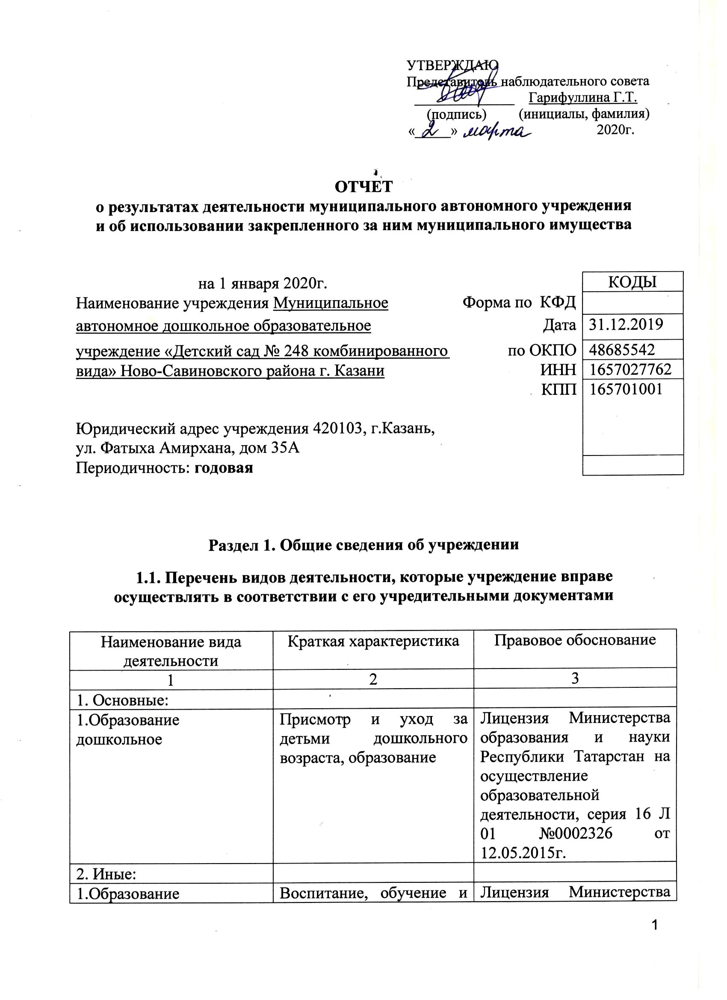 УТВЕРЖДАЮ
Представитель наблюдательного совета
Гарифуллина Г.Т.
(подпись) (инициалы, фамилия)
«2» марта 2020г.
ОТЧЕТ
о результатах деятельности муниципального автономного учреждения
и об использовании закрепленного за ним муниципального имущества
на 1 января 2020г. КОДЫ
Наименование учреждения Муниципальное Форма по КФД
автономное дошкольное образовательное Дата 31.12.2019
учреждение «Детский сад № 248 комбинированного по ОКПО 48685542
вида» Ново-Савиновского района г. Казани ИНН 1657027762
КПП 165701001
Юридический адрес учреждения 420103, г.Казань,
ул. Фатыха Амирхана, дом 35А
Периодичность: годовая
Раздел 1. Общие сведения об учреждении
1.1. Перечень видов деятельности, которые учреждение вправе
осуществлять в соответствии с его учредительными документами
Наименование вида
деятельности
Краткая характеристика
Правовое обоснование
1 2 3
1. Основные:
1.Образование
дошкольное
Присмотр и уход за
детьми дошкольного
возраста, образование
Лицензия Министерства
образования и науки
Республики Татарстан на
осуществление
образовательной
деятельности, серия 16 Л
01 №0002326 от
12.05.2015г.
2. Иные:
1.Образование
Воспитание, обучение и
Лицензия Министерства
1